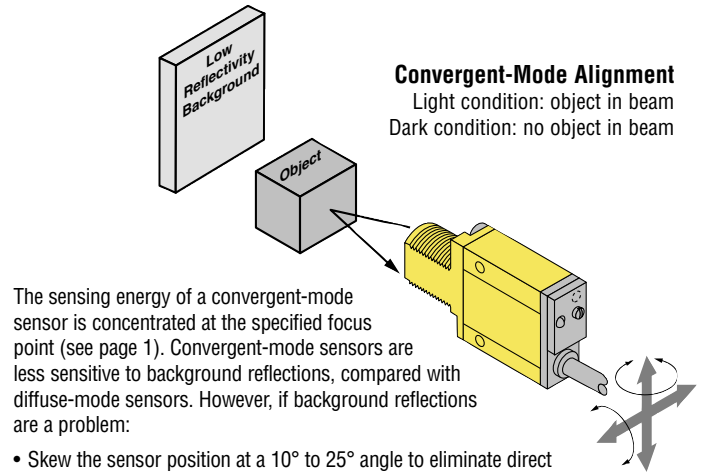 Low
Reflectivity
Background
Object
Convergent-Mode Alignment
Light condition: object in beam
Dark condition: no object in beam
The sensing energy of a convergent-mode
sensor is concentrated at the specified focus
point (see page 1). Convergent-mode sensors are
less sensitive to background reflections, compared with
diffuse-mode sensors. However, if background reflections
are a problem:
• Skew the sensor position at a 10° to 25° angle to eliminate direct